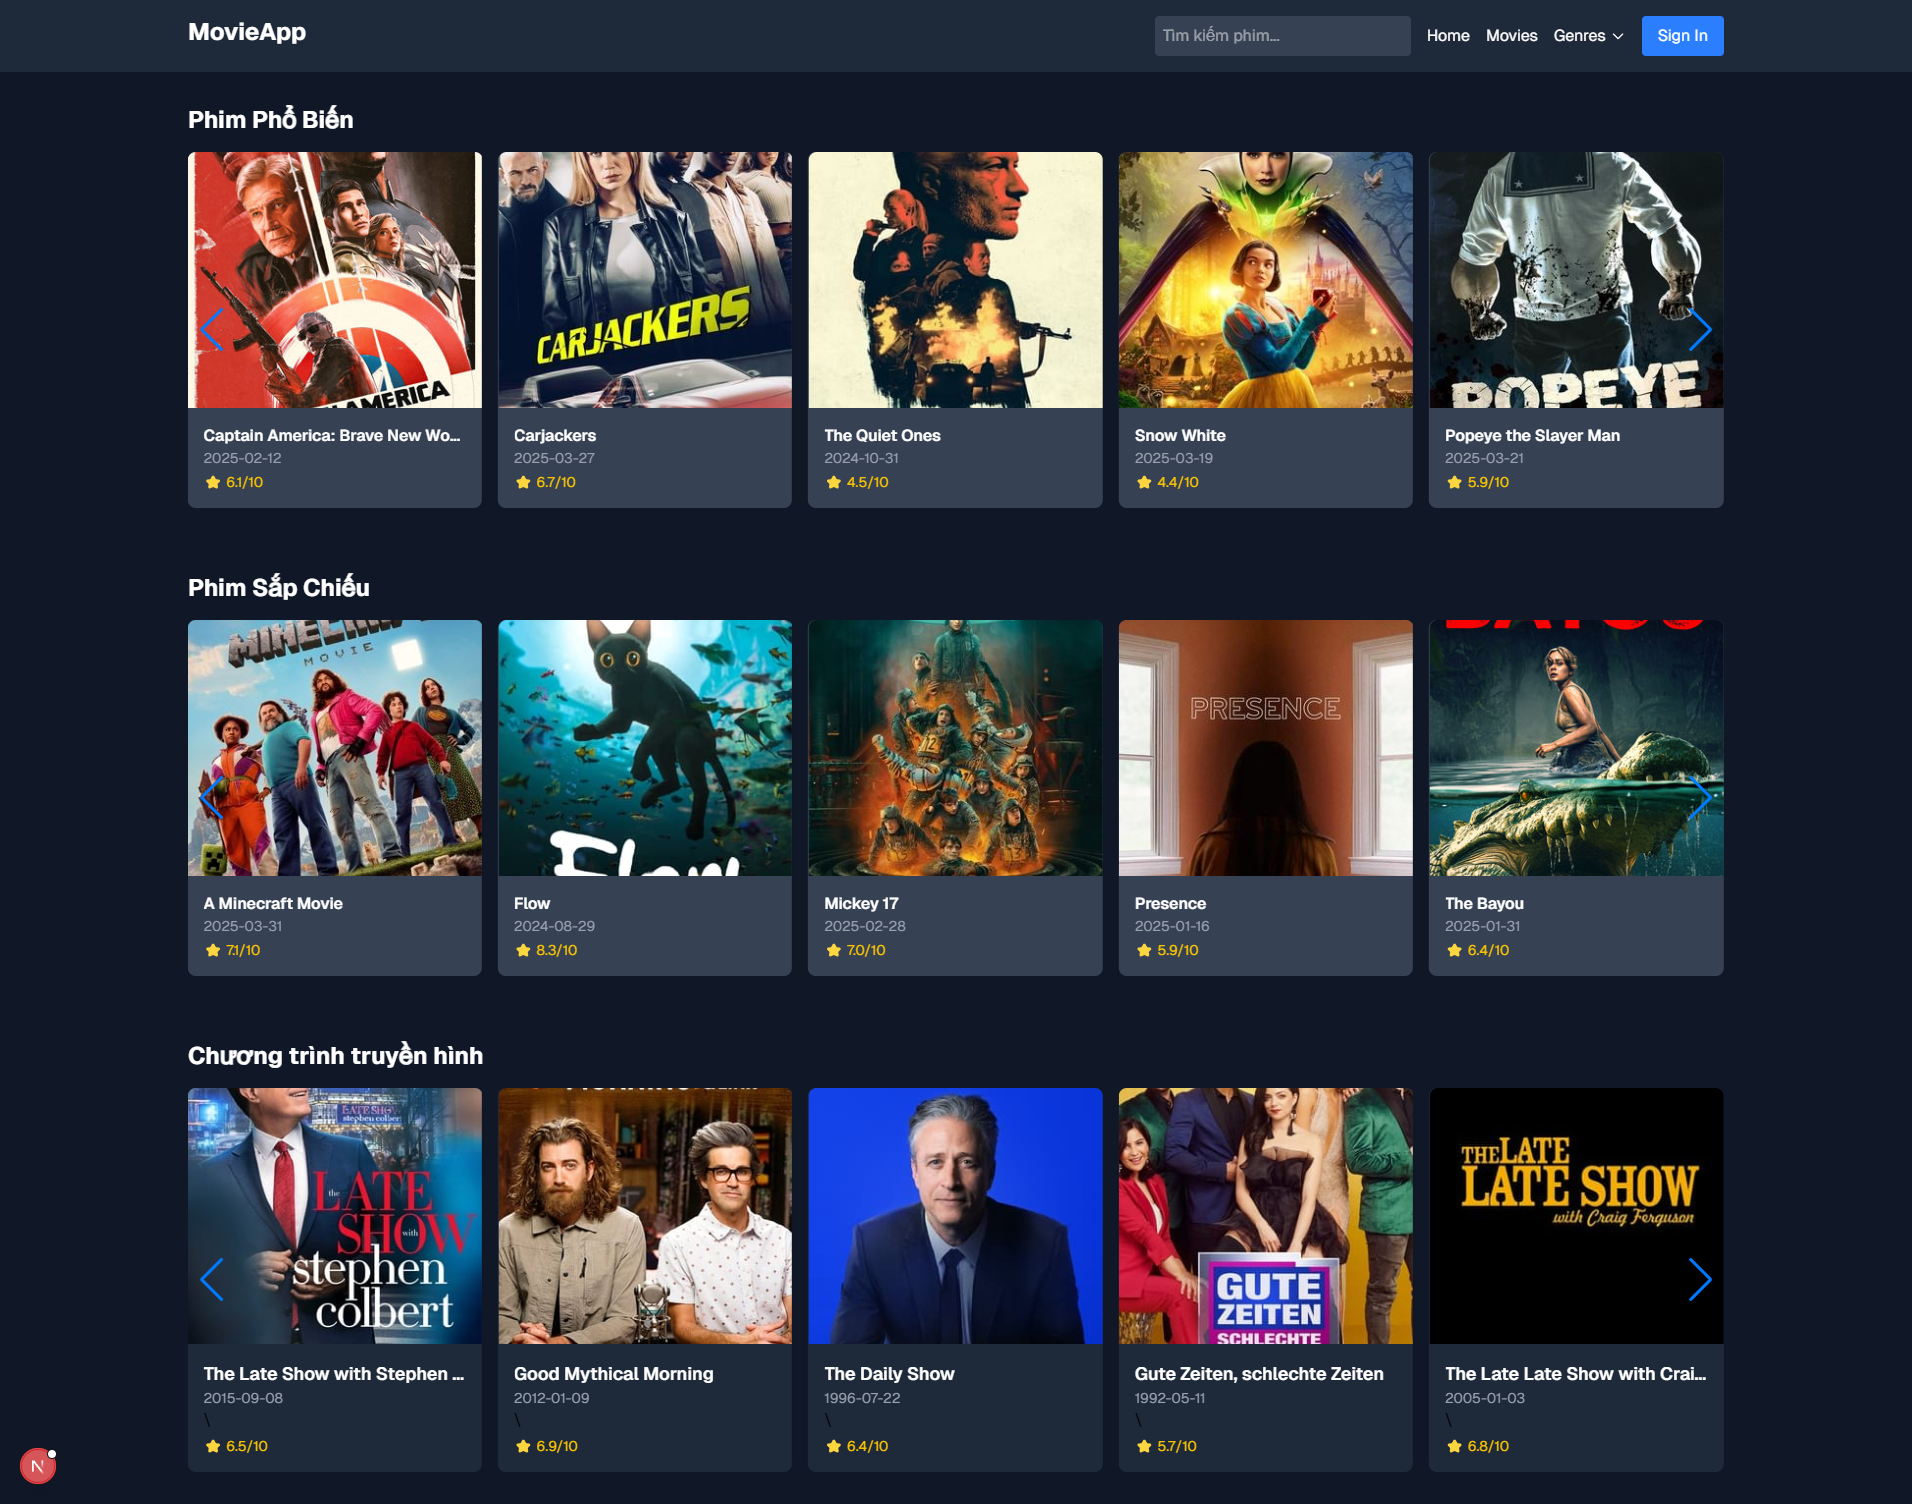 MovieApp
Tìm kiếm phim...
Home
Movies
Genres
Sign In
Phim Phổ Biến
AMERICA
CARJACKERS
POPEYE
Captain America: Brave New Wo...
2025-02-12
6.1/10
Carjackers
2025-03-27
6.7/10
The Quiet Ones
2024-10-31
4.5/10
Snow White
2025-03-19
4.4/10
Popeye the Slayer Man
2025-03-21
5.9/10
Phim Sắp Chiếu
MOVIE
Flow
PRESENCE
A Minecraft Movie
2025-03-31
7.1/10
Flow
2024-08-29
8.3/10
Mickey 17
2025-02-28
7.0/10
Presence
2025-01-16
5.9/10
The Bayou
2025-01-31
6.4/10
Chương trình truyền hình
LATE SHOW
stephen colbert
the LATE
SHOW with
stephen
colbert
GUTE
ZEITEN
SCHLECHTE
THE LATE
LATE SHOW
with Craig Ferguson
The Late Show with Stephen ...
2015-09-08
\
6.5/10
Good Mythical Morning
2012-01-09
\
6.9/10
The Daily Show
1996-07-22
\
6.4/10
Gute Zeiten, schlechte Zeiten
1992-05-11
\
5.7/10
The Late Late Show with Crai...
2005-01-03
\
6.8/10
N